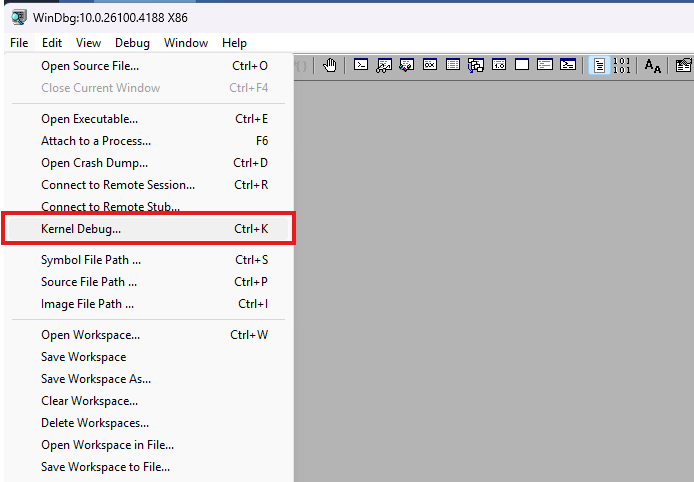 WinDbg:10.0.26100.4188 X86
File Edit View Debug Window Help
Open Source File... Ctrl+O
Close Current Window Ctrl+F4
Open Executable... Ctrl+E
Attach to a Process... F6
Open Crash Dump... Ctrl+D
Connect to Remote Session... Ctrl+R
Connect to Remote Stub...
Kernel Debug... Ctrl+K
Symbol File Path ... Ctrl+S
Source File Path ... Ctrl+P
Image File Path ... Ctrl+I
Open Workspace... Ctrl+W
Save Workspace
Save Workspace As...
Clear Workspace...
Delete Workspaces...
Open Workspace in File...
Save Workspace to File...
101
101
AA